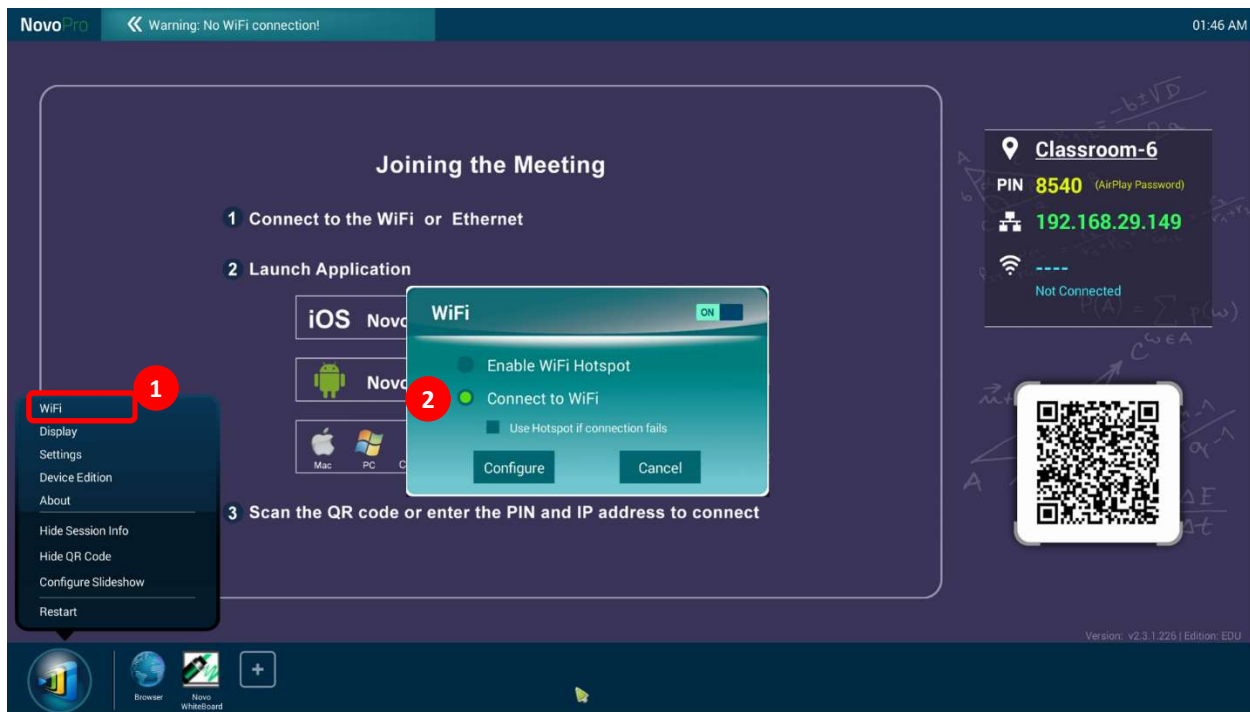 NovoPro
Warning: No WiFi connection!
01:46 AM
Joining the Meeting
1 Connect to the WiFi or Ethernet
2 Launch Application
iOS Novo
Novo
Mac PC C
3 Scan the QR code or enter the PIN and IP address to connect
WiFi
ON
Enable WiFi Hotspot
2
Connect to WiFi
Use Hotspot if connection fails
Configure Cancel
Classroom-6
PIN 8540 (AirPlay Password)
192.168.29.149
----
Not Connected
1
WiFi
Display
Settings
Device Edition
About
Hide Session Info
Hide QR Code
Configure Slideshow
Restart
Version: v2.3.1.226 | Edition: EDU
Browser
Novo
WhiteBoard
+